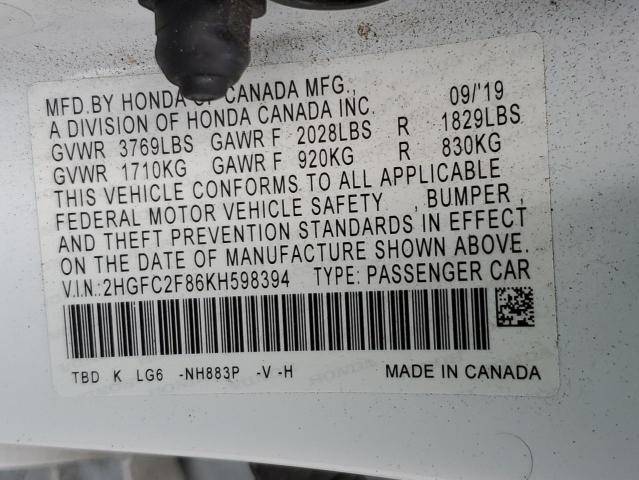 MFD.BY HONDA OF CANADA MFG., 09/'19
A DIVISION OF HONDA CANADA INC.
GVWR 3769LBS GAWR F 2028LBS R 1829LBS
GVWR 1710KG GAWR F 920KG R 830KG
THIS VEHICLE CONFORMS TO ALL APPLICABLE
FEDERAL MOTOR VEHICLE SAFETY , BUMPER ,
AND THEFT PREVENTION STANDARDS IN EFFECT
ON THE DATE OF MANUFACTURE SHOWN ABOVE.
V.I.N.:2HGFC2F86KH598394 TYPE: PASSENGER CAR
TBD K LG6 -NH883P -V -H MADE IN CANADA